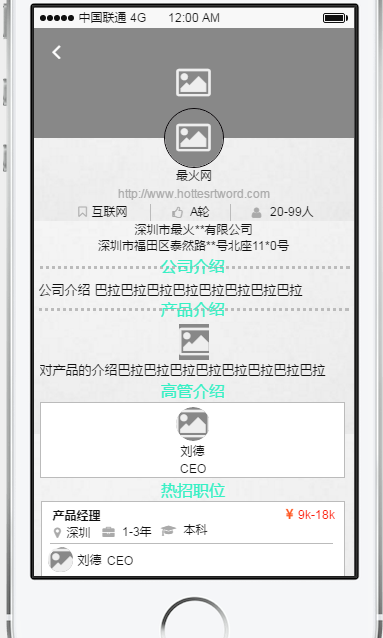 中国联通 4G 12:00 AM
最火网
http://www.hottesrtword.com
互联网 A轮 20-99人
深圳市最火**有限公司
深圳市福田区泰然路**号北座11*0号
公司介绍
公司介绍 巴拉巴拉巴拉巴拉巴拉巴拉巴拉巴拉
产品介绍
对产品的介绍巴拉巴拉巴拉巴拉巴拉巴拉巴拉巴拉
高管介绍
刘德
CEO
热招职位
产品经理 ¥ 9k-18k
深圳 1-3年 本科
刘德 CEO